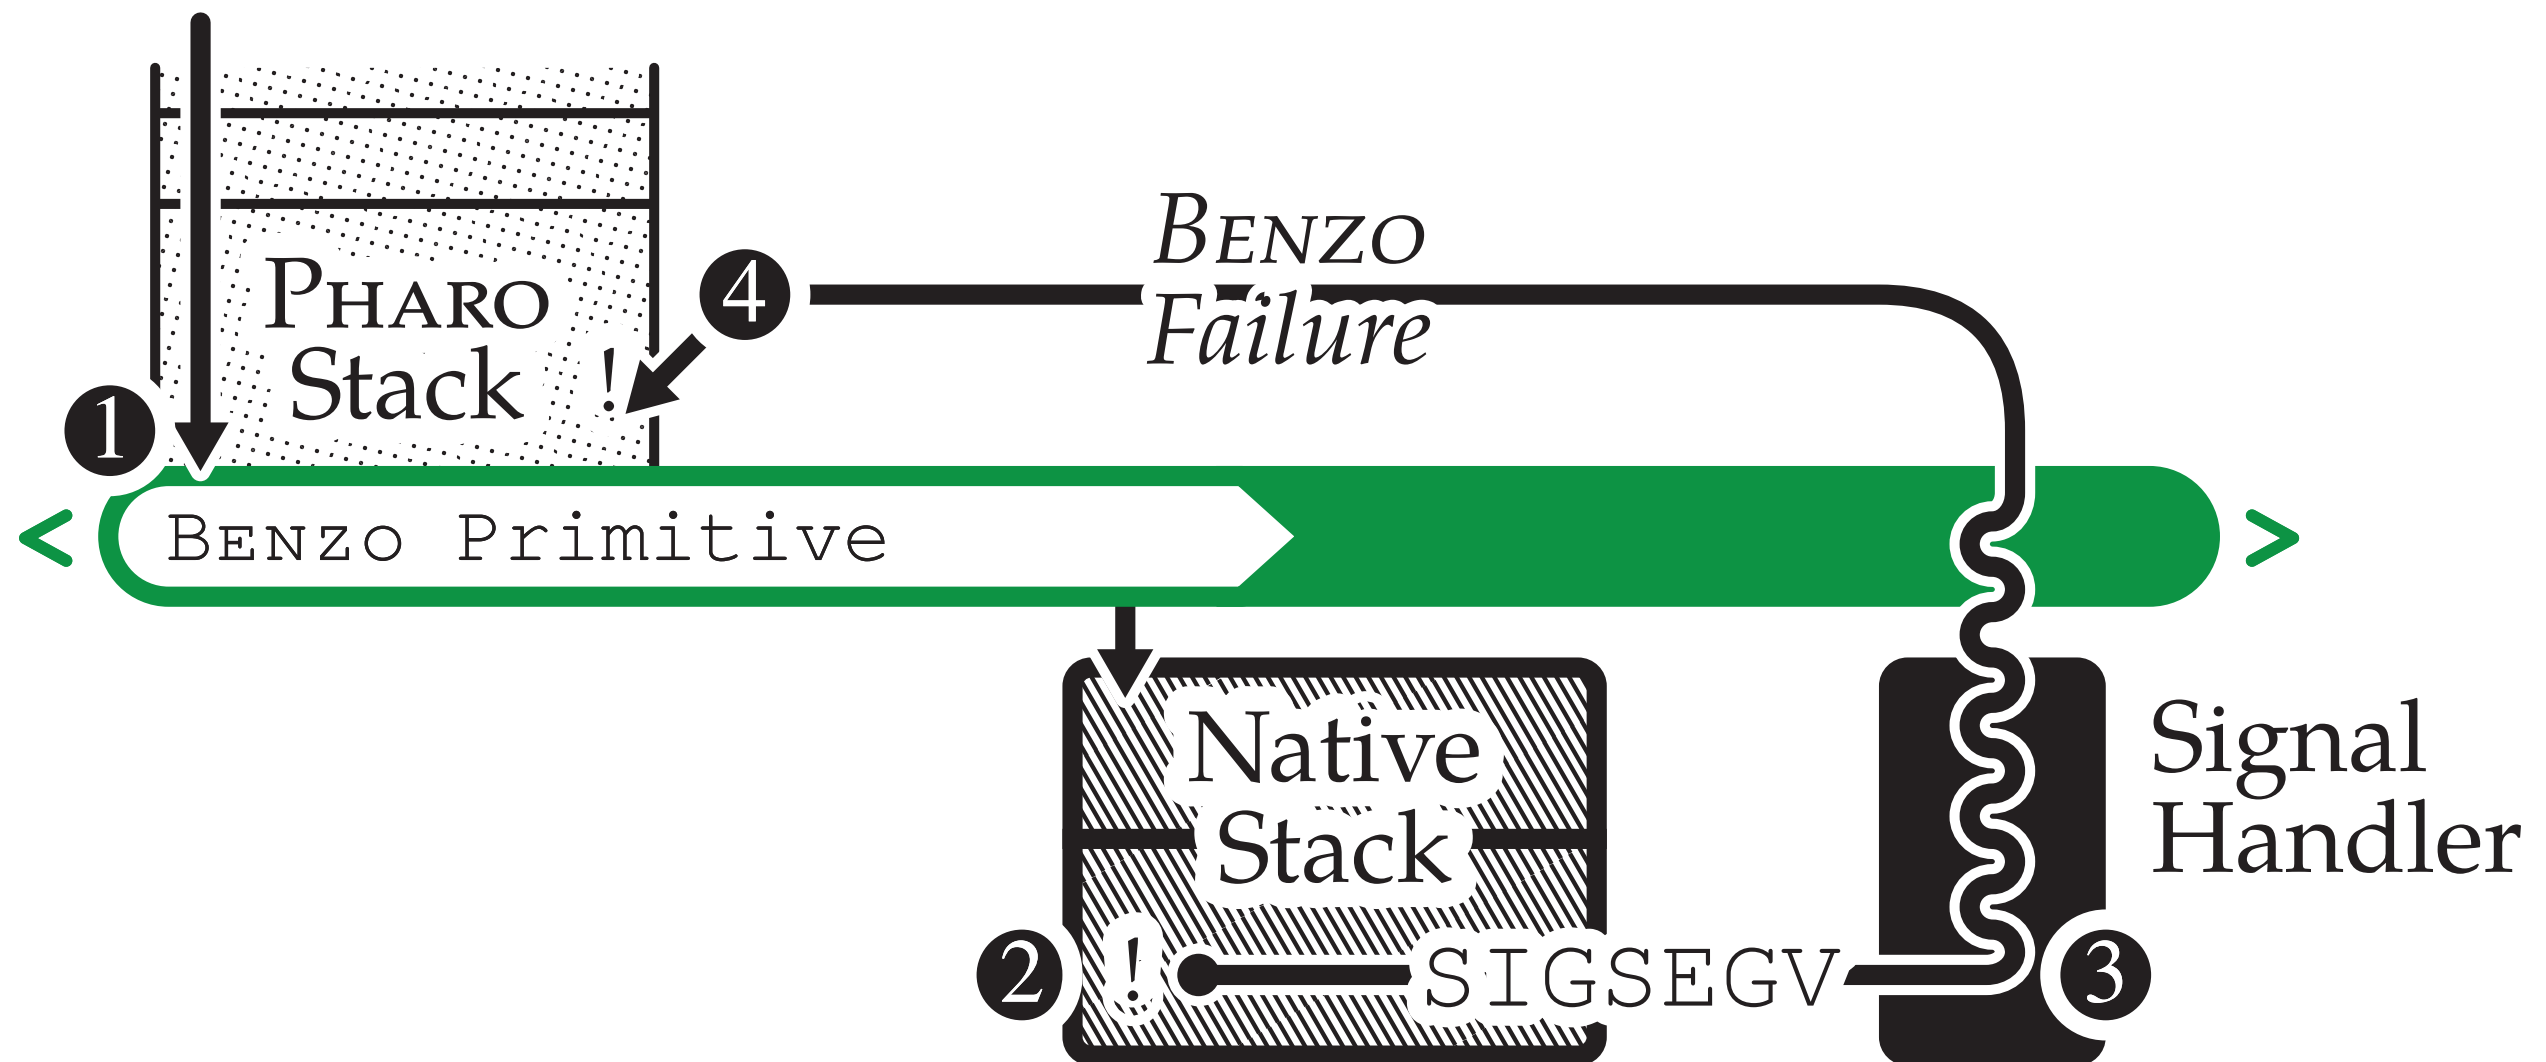 BENZO
Failure
4
PHARO
Stack !
1
< BENZO Primitive >
Native
Stack
Signal
Handler
2 ! SIGSEGV 3